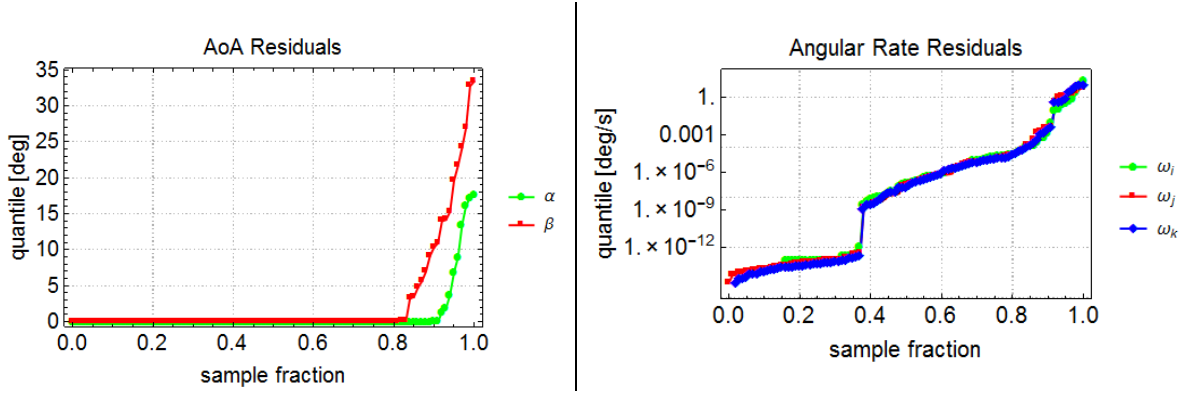 AoA Residuals
quantile [deg]
35
30
25
20
15
10
5
0
0.0 0.2 0.4 0.6 0.8 1.0
sample fraction
α
β
Angular Rate Residuals
quantile [deg/s]
1.
0.001
1. × 10⁻⁶
1. × 10⁻⁹
1. × 10⁻¹²
0.0 0.2 0.4 0.6 0.8 1.0
sample fraction
ωᵢ
ωⱼ
ωₖ